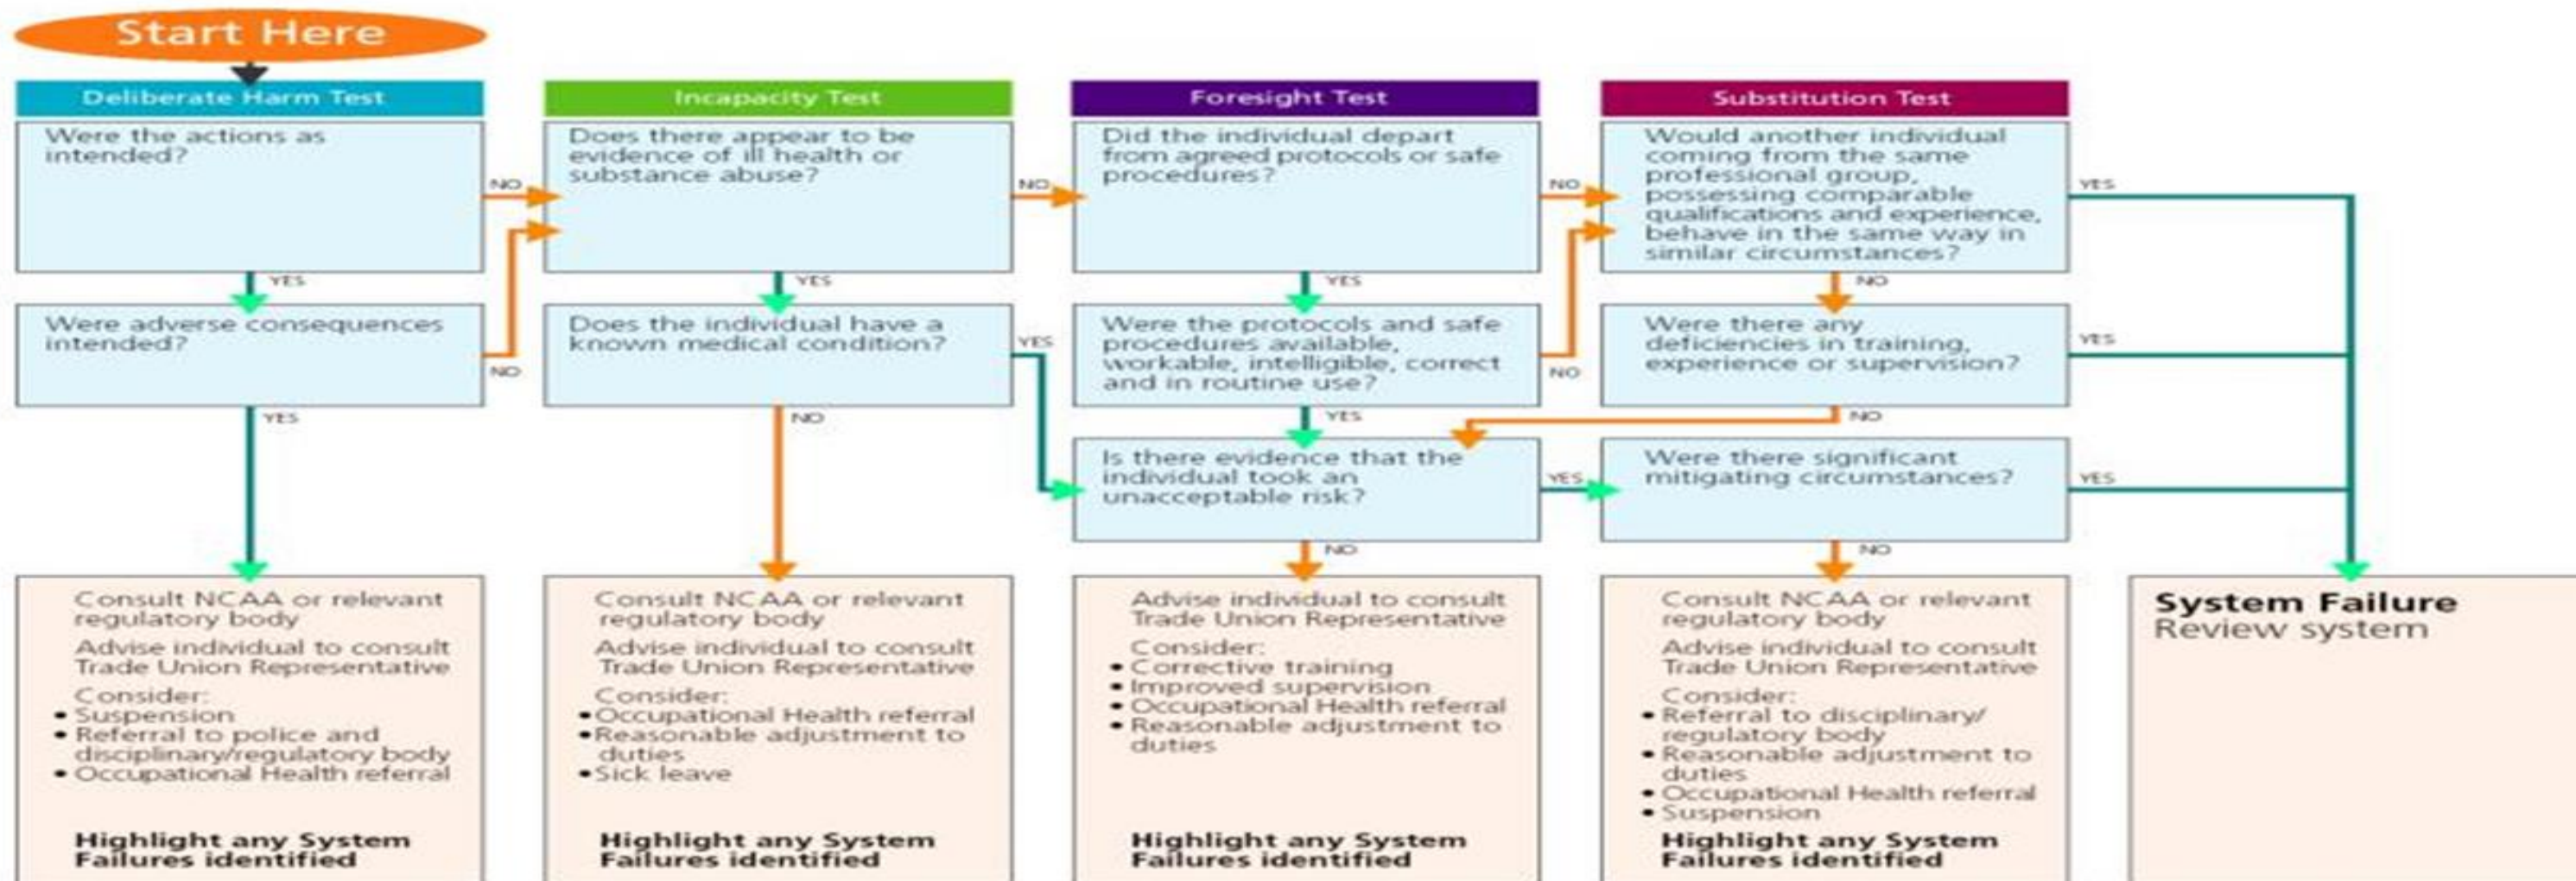 Start Here
Deliberate Harm Test
Were the actions as
intended?
NO
YES
Were adverse consequences
intended?
NO
YES
Consult NCAA or relevant
regulatory body
Advise individual to consult
Trade Union Representative
Consider:
• Suspension
• Referral to police and
disciplinary/regulatory body
• Occupational Health referral
Highlight any System
Failures identified
Incapacity Test
Does there appear to be
evidence of ill health or
substance abuse?
NO
YES
Does the individual have a
known medical condition?
YES
NO
Consult NCAA or relevant
regulatory body
Advise individual to consult
Trade Union Representative
Consider:
• Occupational Health referral
• Reasonable adjustment to
duties
• Sick leave
Highlight any System
Failures identified
Foresight Test
Did the individual depart
from agreed protocols or safe
procedures?
NO
YES
Were the protocols and safe
procedures available,
workable, intelligible, correct
and in routine use?
NO
YES
Is there evidence that the
individual took an
unacceptable risk?
YES
NO
Advise individual to consult
Trade Union Representative
Consider:
• Corrective training
• Improved supervision
• Occupational Health referral
• Reasonable adjustment to
duties
Highlight any System
Failures identified
Substitution Test
Would another individual
coming from the same
professional group,
possessing comparable
qualifications and experience,
behave in the same way in
similar circumstances?
YES
NO
Were there any
deficiencies in training,
experience or supervision?
YES
NO
Were there significant
mitigating circumstances?
YES
NO
Consult NCAA or relevant
regulatory body
Advise individual to consult
Trade Union Representative
Consider:
• Referral to disciplinary/
regulatory body
• Reasonable adjustment to
duties
• Occupational Health referral
• Suspension
Highlight any System
Failures identified
System Failure
Review system